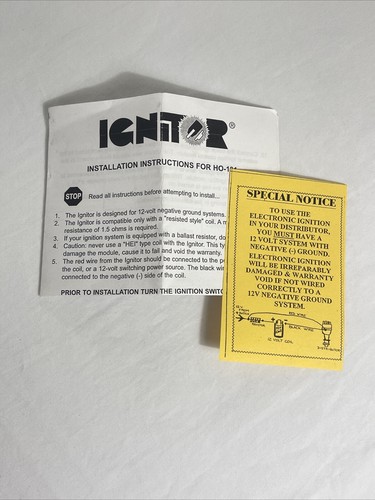 IGNITOR®
INSTALLATION INSTRUCTIONS FOR HO-181
STOP Read all instructions before attempting to install...
1. The Ignitor is designed for 12-volt negative ground systems.
2. The Ignitor is compatible only with a "resisted style" coil. A
of 1.5 ohms is required.
3. If your ignition system is equipped with a ballast resistor, do
4. Caution: never use a "HEI" type coil with the Ignitor. This
damage the module, cause it to fail and void the warranty.
5. The red wire from the Ignitor should be connected to the
the coil, or a 12-volt switching power source. The black
connected to the negative (-) side of the coil.
PRIOR TO INSTALLATION TURN THE IGNITION
SPECIAL NOTICE
TO USE THE
ELECTRONIC IGNITION
IN YOUR DISTRIBUTOR,
YOU MUST HAVE A
12 VOLT SYSTEM WITH
NEGATIVE (-) GROUND.
ELECTRONIC IGNITION
WILL BE IRREPARABLY
DAMAGED & WARRANTY
VOID IF NOT WIRED
CORRECTLY TO A
12V NEGATIVE GROUND
SYSTEM.
RED WIRE
BLACK WIRE
12 VOLT COIL